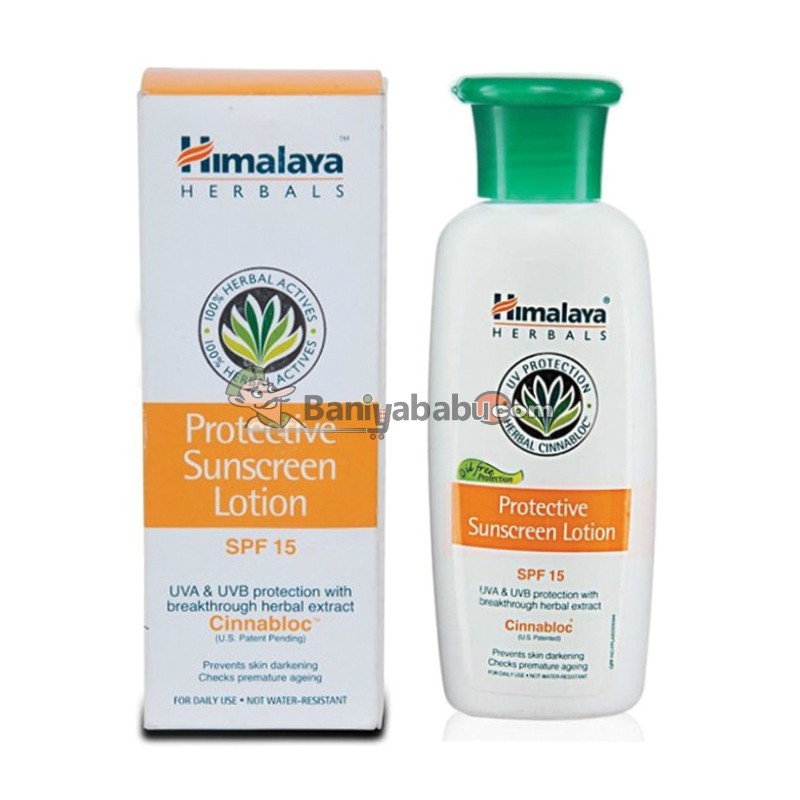 Himalaya™
HERBALS
100% HERBAL ACTIVES
100% HERBAL ACTIVES
Protective
Sunscreen
Lotion
SPF 15
UVA & UVB protection with
breakthrough herbal extract
Cinnabloc™
(U.S. Patent Pending)
Prevents skin darkening
Checks premature ageing
FOR DAILY USE • NOT WATER-RESISTANT
Baniyababu.com
Himalaya®
HERBALS
UV PROTECTION
HERBAL CINNABLOC
Oil free
Protection
Protective
Sunscreen Lotion
SPF 15
UVA & UVB protection with
breakthrough herbal extract
Cinnabloc
(U.S. Patented)
Prevents skin darkening
Checks premature ageing
FOR DAILY USE • NOT WATER-RESISTANT